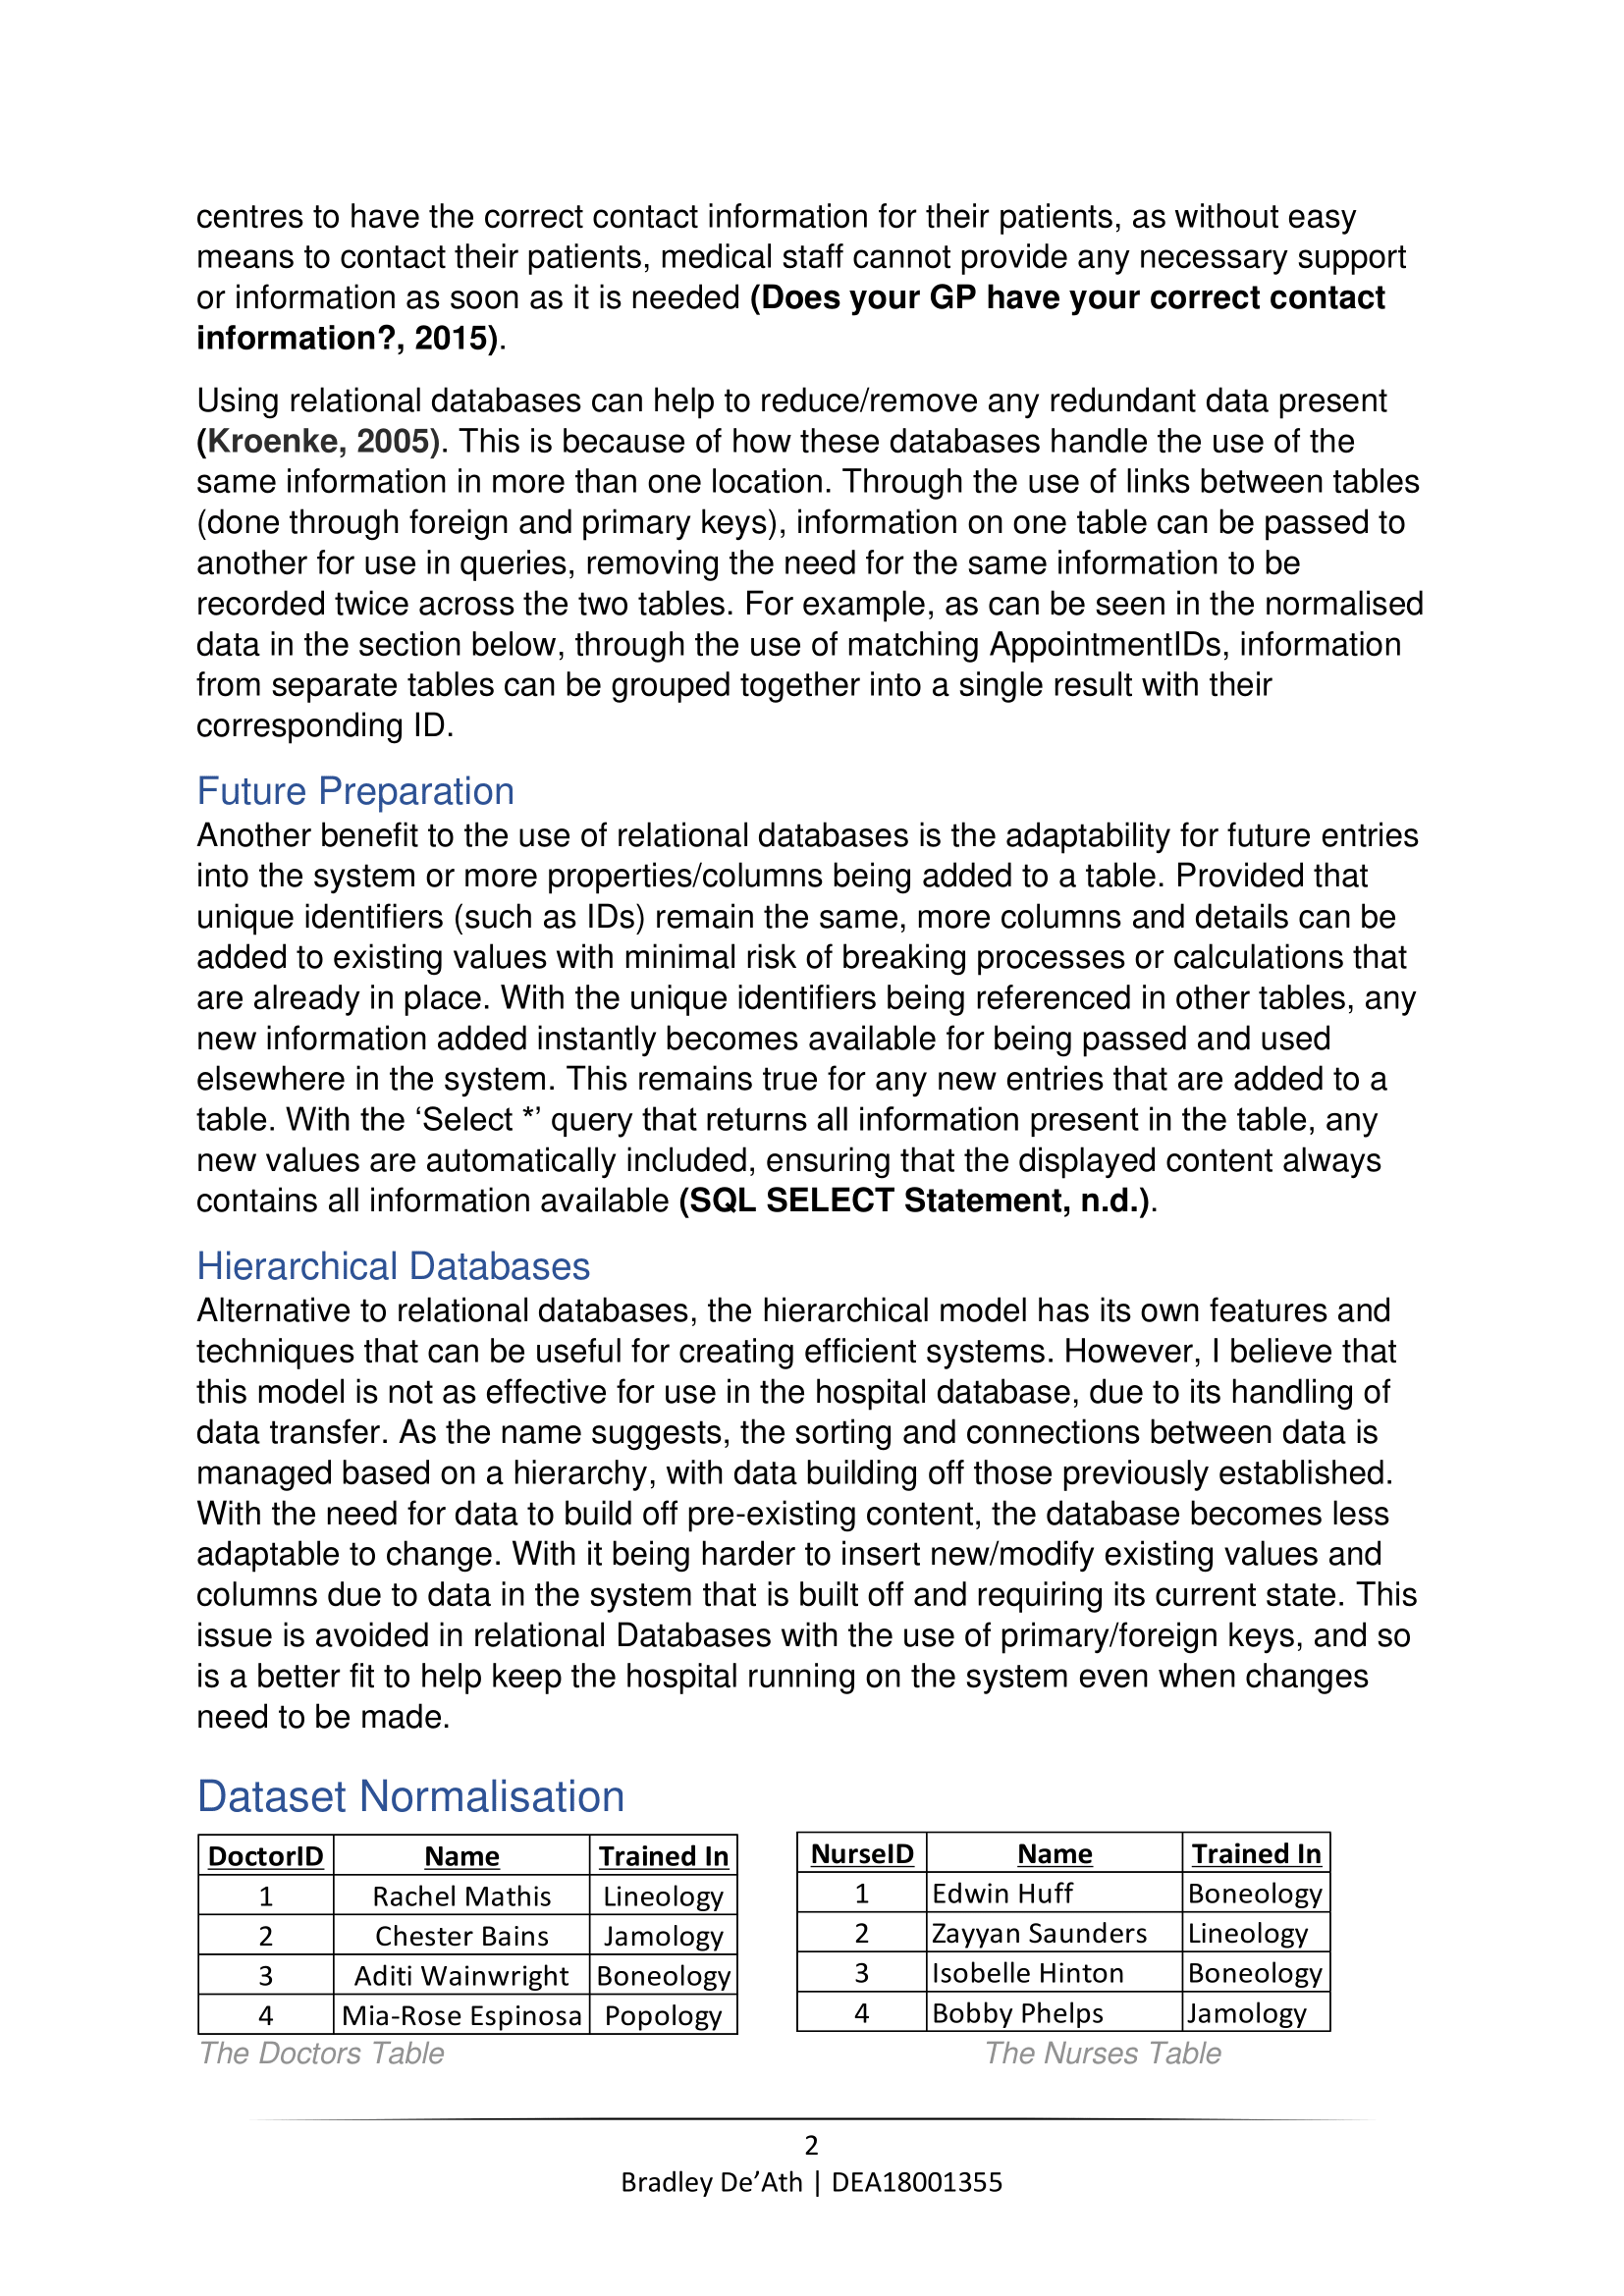 centres to have the correct contact information for their patients, as without easy
means to contact their patients, medical staff cannot provide any necessary support
or information as soon as it is needed (Does your GP have your correct contact
information?, 2015).
Using relational databases can help to reduce/remove any redundant data present
(Kroenke, 2005). This is because of how these databases handle the use of the
same information in more than one location. Through the use of links between tables
(done through foreign and primary keys), information on one table can be passed to
another for use in queries, removing the need for the same information to be
recorded twice across the two tables. For example, as can be seen in the normalised
data in the section below, through the use of matching AppointmentIDs, information
from separate tables can be grouped together into a single result with their
corresponding ID.
Future Preparation
Another benefit to the use of relational databases is the adaptability for future entries
into the system or more properties/columns being added to a table. Provided that
unique identifiers (such as IDs) remain the same, more columns and details can be
added to existing values with minimal risk of breaking processes or calculations that
are already in place. With the unique identifiers being referenced in other tables, any
new information added instantly becomes available for being passed and used
elsewhere in the system. This remains true for any new entries that are added to a
table. With the ‘Select *’ query that returns all information present in the table, any
new values are automatically included, ensuring that the displayed content always
contains all information available (SQL SELECT Statement, n.d.).
Hierarchical Databases
Alternative to relational databases, the hierarchical model has its own features and
techniques that can be useful for creating efficient systems. However, I believe that
this model is not as effective for use in the hospital database, due to its handling of
data transfer. As the name suggests, the sorting and connections between data is
managed based on a hierarchy, with data building off those previously established.
With the need for data to build off pre-existing content, the database becomes less
adaptable to change. With it being harder to insert new/modify existing values and
columns due to data in the system that is built off and requiring its current state. This
issue is avoided in relational Databases with the use of primary/foreign keys, and so
is a better fit to help keep the hospital running on the system even when changes
need to be made.
Dataset Normalisation
DoctorID Name Trained In
1 Rachel Mathis Lineology
2 Chester Bains Jamology
3 Aditi Wainwright Boneology
4 Mia-Rose Espinosa Popology
The Doctors Table
NurseID Name Trained In
1 Edwin Huff Boneology
2 Zayyan Saunders Lineology
3 Isobelle Hinton Boneology
4 Bobby Phelps Jamology
The Nurses Table
2
Bradley De’Ath | DEA18001355